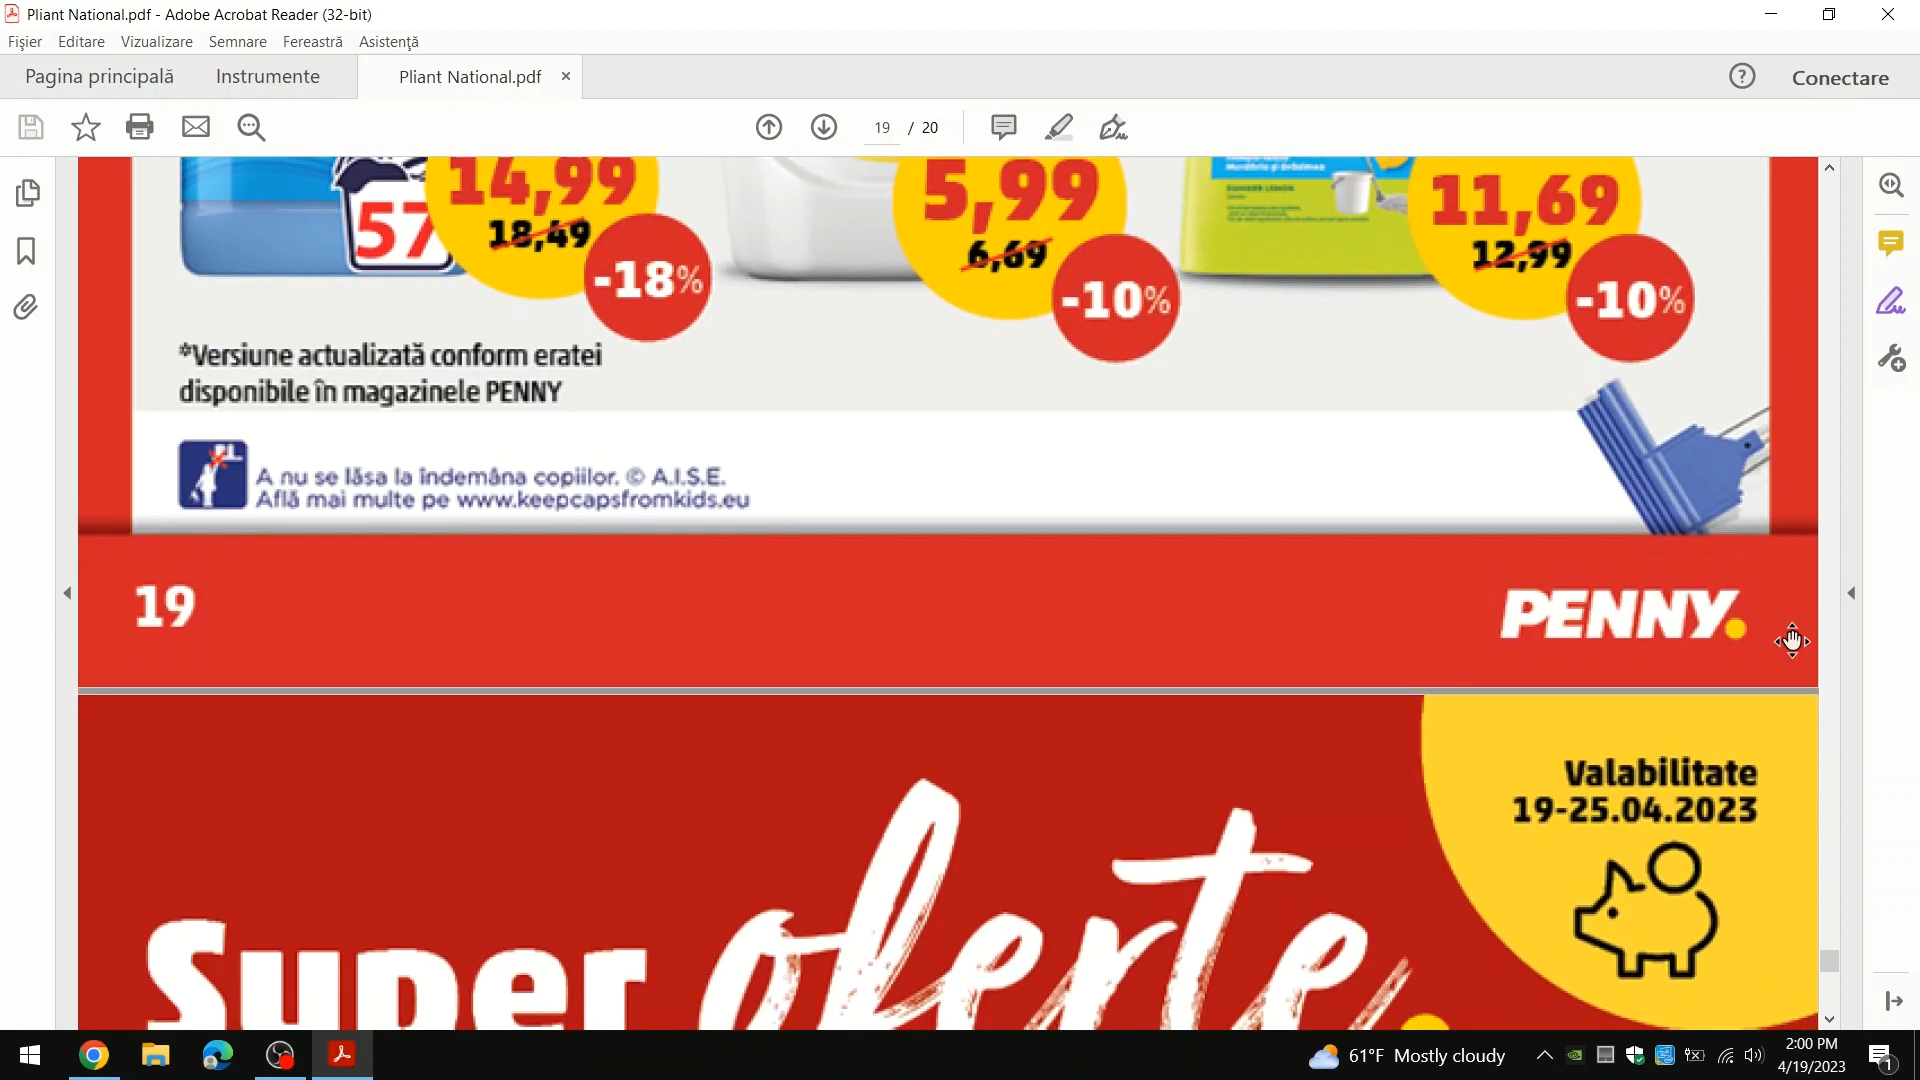 Pliant National.pdf - Adobe Acrobat Reader (32-bit)
Fișier Editare Vizualizare Semnare Fereastră Asistență
Pagina principală Instrumente Pliant National.pdf × Conectare
19 / 20
14,99
18,49
-18%
57
5,99
6,69
-10%
11,69
12,99
-10%
*Versiune actualizată conform eratei
disponibile în magazinele PENNY
A nu se lăsa la îndemâna copiilor. © A.I.S.E.
Află mai multe pe www.keepcapsfromkids.eu
19
PENNY.
Valabilitate
19-25.04.2023
Super oferte.
61°F Mostly cloudy
2:00 PM
4/19/2023
1